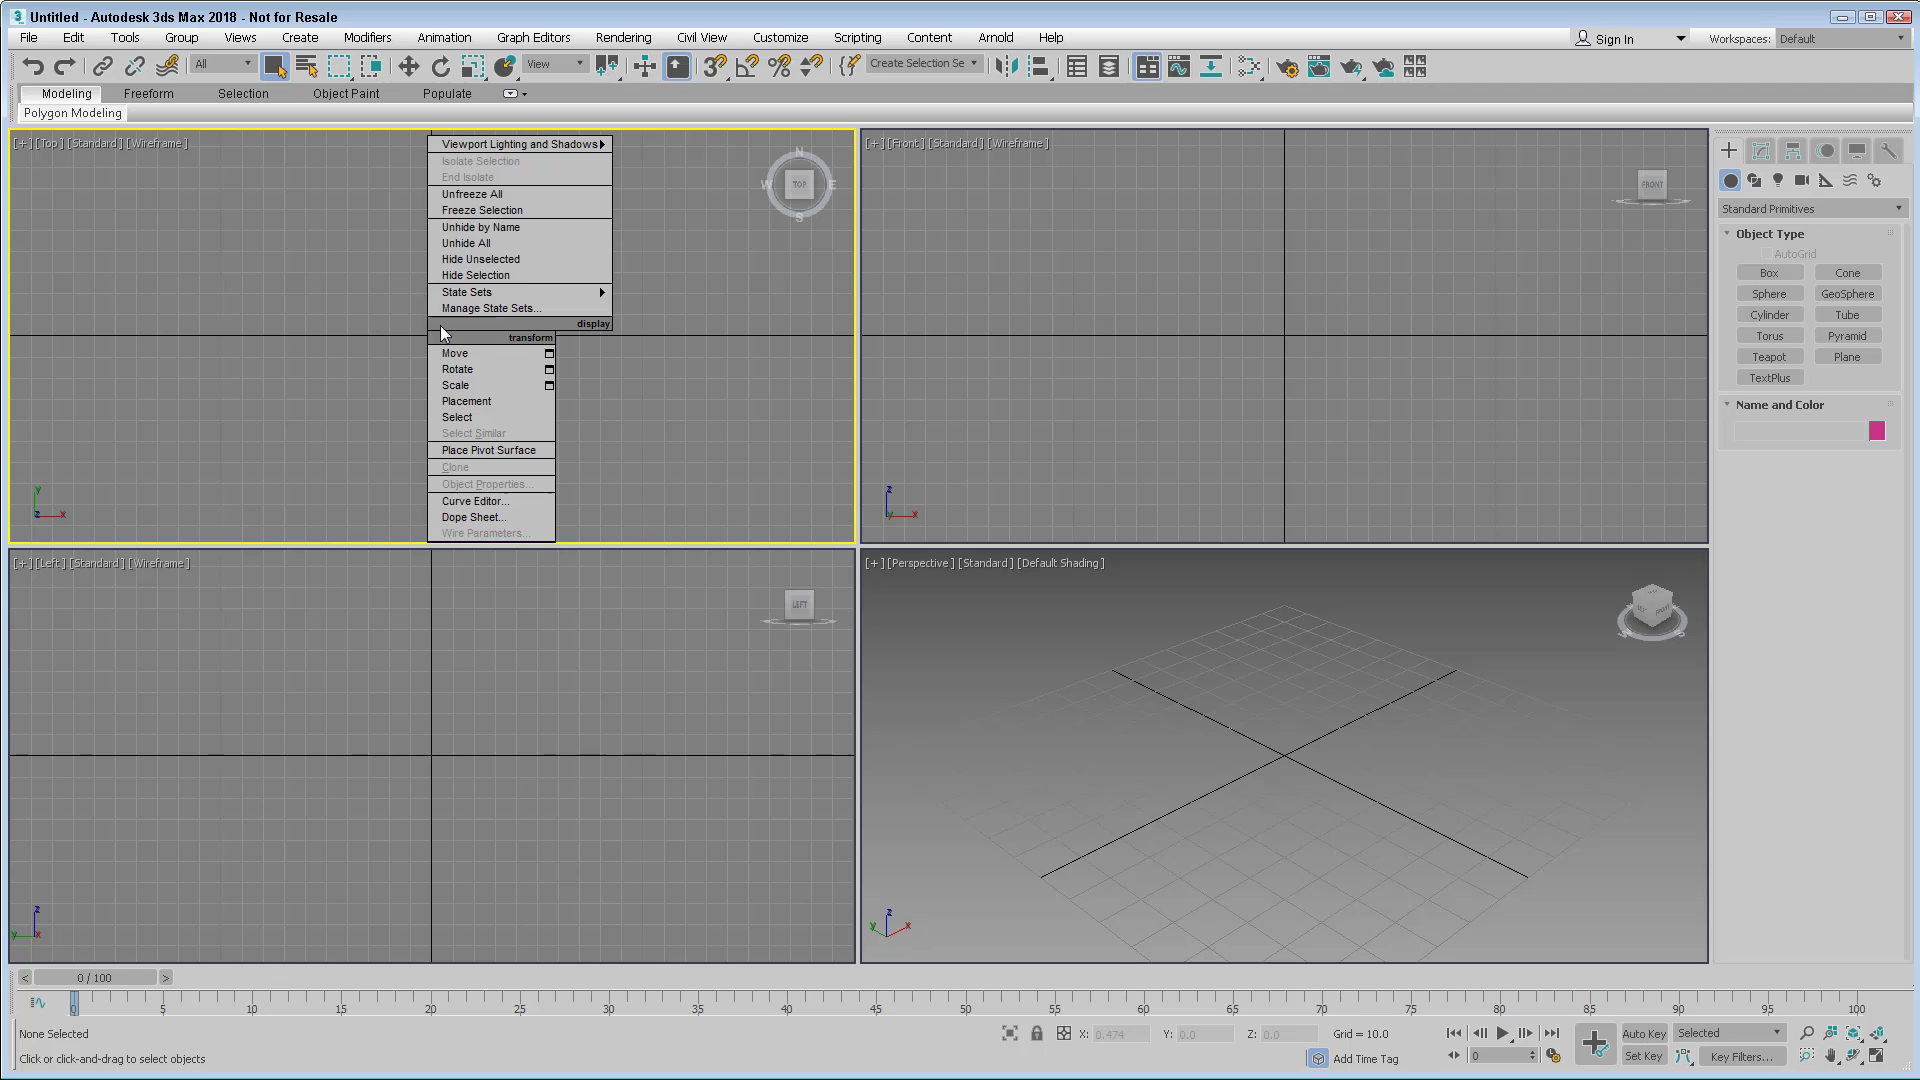 Untitled - Autodesk 3ds Max 2018 - Not for Resale
File Edit Tools Group Views Create Modifiers Animation Graph Editors Rendering Civil View Customize Scripting Content Arnold Help Sign In Workspaces: Default
All View Create Selection Se
Modeling Freeform Selection Object Paint Populate
Polygon Modeling
[+] [Top] [Standard] [Wireframe]
N
W TOP E
S
Viewport Lighting and Shadows
Isolate Selection
End Isolate
Unfreeze All
Freeze Selection
Unhide by Name
Unhide All
Hide Unselected
Hide Selection
State Sets
Manage State Sets...
display
transform
Move
Rotate
Scale
Placement
Select
Select Similar
Place Pivot Surface
Clone
Object Properties...
Curve Editor...
Dope Sheet...
Wire Parameters...
y
z x
[+] [Front] [Standard] [Wireframe]
FRONT
z
y x
[+] [Left] [Standard] [Wireframe]
LEFT
z
y x
[+] [Perspective] [Standard] [Default Shading]
z
y x
Standard Primitives
Object Type
AutoGrid
Box Cone
Sphere GeoSphere
Cylinder Tube
Torus Pyramid
Teapot Plane
TextPlus
Name and Color
< 0 / 100 >
0 5 10 15 20 25 30 35 40 45 50 55 60 65 70 75 80 85 90 95 100
None Selected X: 0.474 Y: 0.0 Z: 0.0 Grid = 10.0 Auto Key Selected
Click or click-and-drag to select objects Add Time Tag 0 Set Key Key Filters...